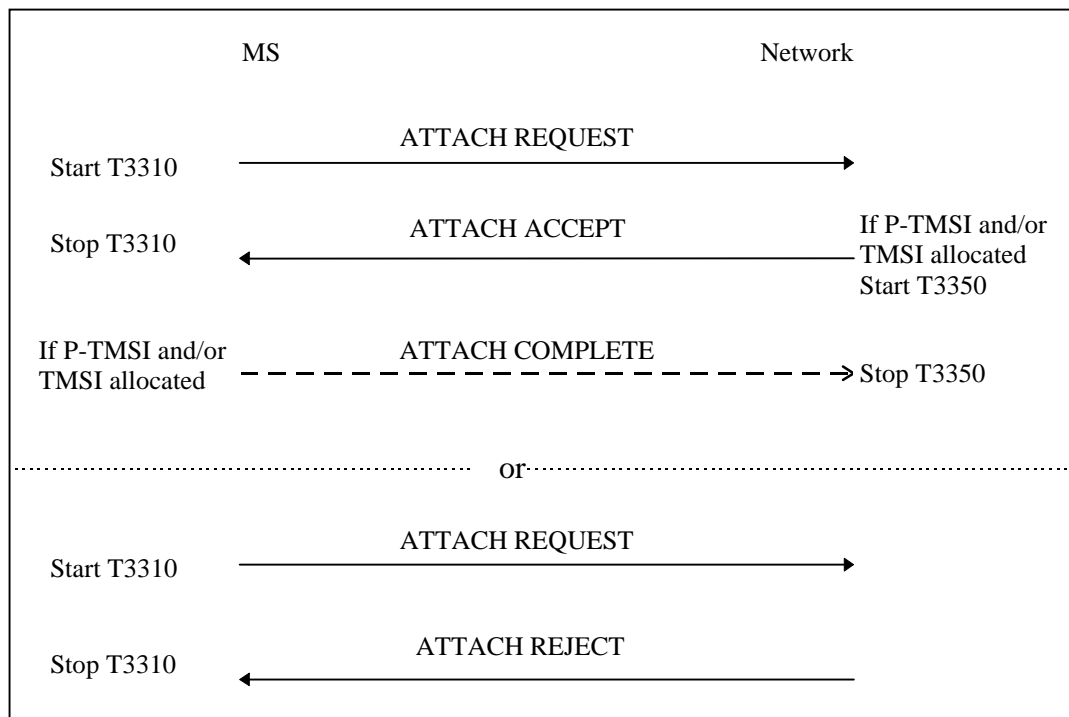 MS
Network
ATTACH REQUEST
Start T3310
ATTACH ACCEPT
Stop T3310
If P-TMSI and/or
TMSI allocated
Start T3350
If P-TMSI and/or
TMSI allocated
ATTACH COMPLETE
Stop T3350
or
ATTACH REQUEST
Start T3310
ATTACH REJECT
Stop T3310